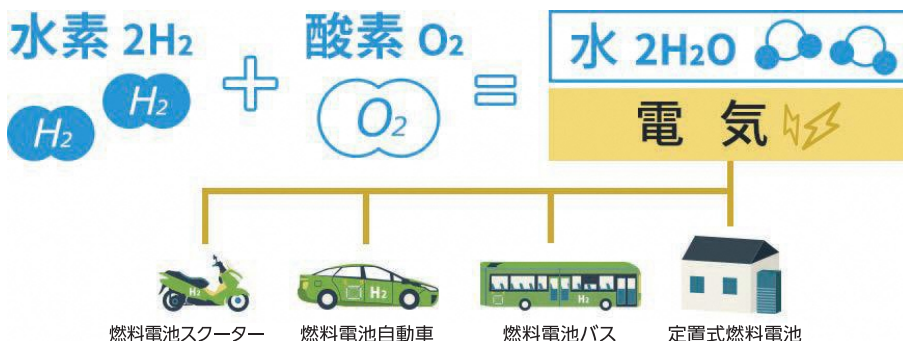 水素 2H₂ + 酸素 O₂ = 水 2H₂O
H₂ H₂ O₂
電気
H₂ H₂ H₂
燃料電池スクーター 燃料電池自動車 燃料電池バス 定置式燃料電池